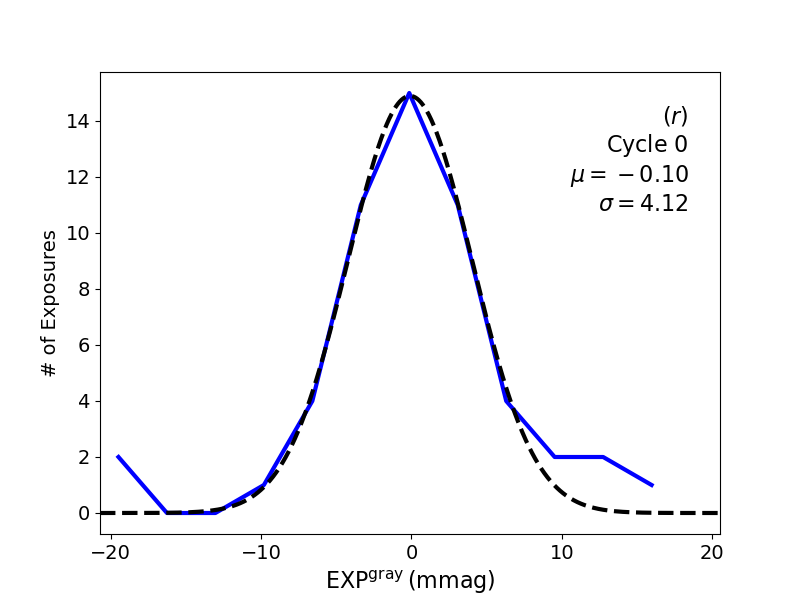 (r)
Cycle 0
μ = −0.10
σ = 4.12
# of Exposures
14
12
10
8
6
4
2
0
−20 −10 0 10 20
EXP^gray (mmag)